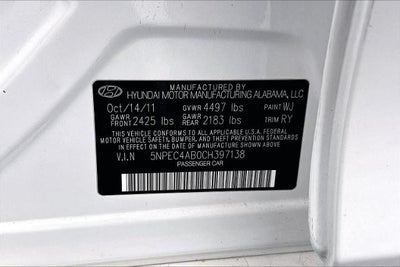 MANUFACTURED BY
HYUNDAI MOTOR MANUFACTURING ALABAMA, LLC
Oct/14/11 GVWR 4497 lbs PAINT WJ
GAWR FRONT 2425 lbs GAWR REAR 2183 lbs TRIM RY
THIS VEHICLE CONFORMS TO ALL APPLICABLE U.S. FEDERAL
MOTOR VEHICLE SAFETY, BUMPER, AND THEFT PREVENTION STANDARDS
IN EFFECT ON THE DATE OF MANUFACTURE SHOWN ABOVE.
V.I.N 5NPEC4AB0CH397138
PASSENGER CAR